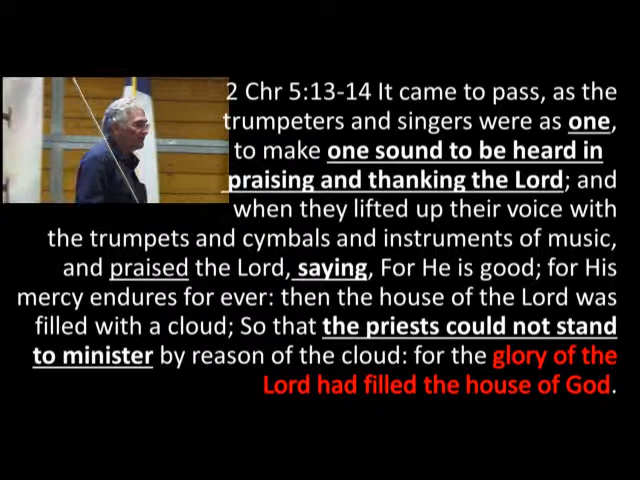 2 Chr 5:13-14 It came to pass, as the
trumpeters and singers were as one,
to make one sound to be heard in
praising and thanking the Lord; and
when they lifted up their voice with
the trumpets and cymbals and instruments of music,
and praised the Lord, saying, For He is good; for His
mercy endures for ever: then the house of the Lord was
filled with a cloud; So that the priests could not stand
to minister by reason of the cloud: for the glory of the
Lord had filled the house of God.